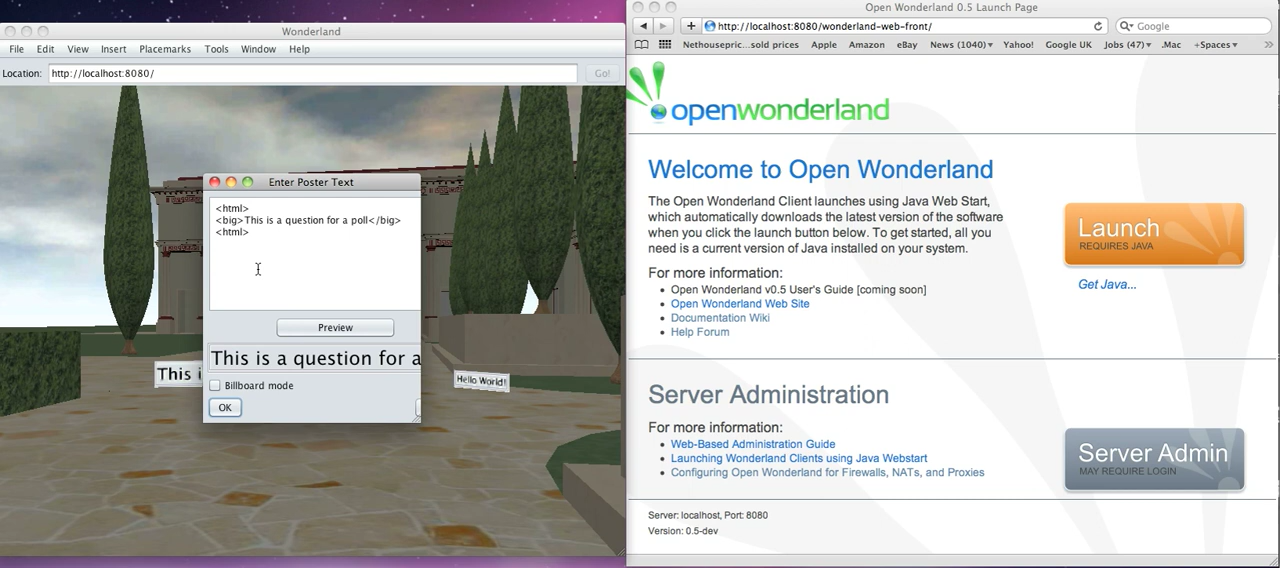 Wonderland
File Edit View Insert Placemarks Tools Window Help
Location: http://localhost:8080/ Go!
Enter Poster Text
<html>
<big>This is a question for a poll</big>
<html>
Preview
This is a question for a
Billboard mode
OK
This i
Hello World!
Open Wonderland 0.5 Launch Page
http://localhost:8080/wonderland-web-front/
Google
Nethousepric...sold prices Apple Amazon eBay News (1040)▾ Yahoo! Google UK Jobs (47)▾ .Mac +Spaces▾
openwonderland
Welcome to Open Wonderland
The Open Wonderland Client launches using Java Web Start,
which automatically downloads the latest version of the software
when you click the launch button below. To get started, all you
need is a current version of Java installed on your system.
Launch
REQUIRES JAVA
Get Java...
For more information:
• Open Wonderland v0.5 User's Guide [coming soon]
• Open Wonderland Web Site
• Documentation Wiki
• Help Forum
Server Administration
For more information:
• Web-Based Administration Guide
• Launching Wonderland Clients using Java Webstart
• Configuring Open Wonderland for Firewalls, NATs, and Proxies
Server Admin
MAY REQUIRE LOGIN
Server: localhost, Port: 8080
Version: 0.5-dev